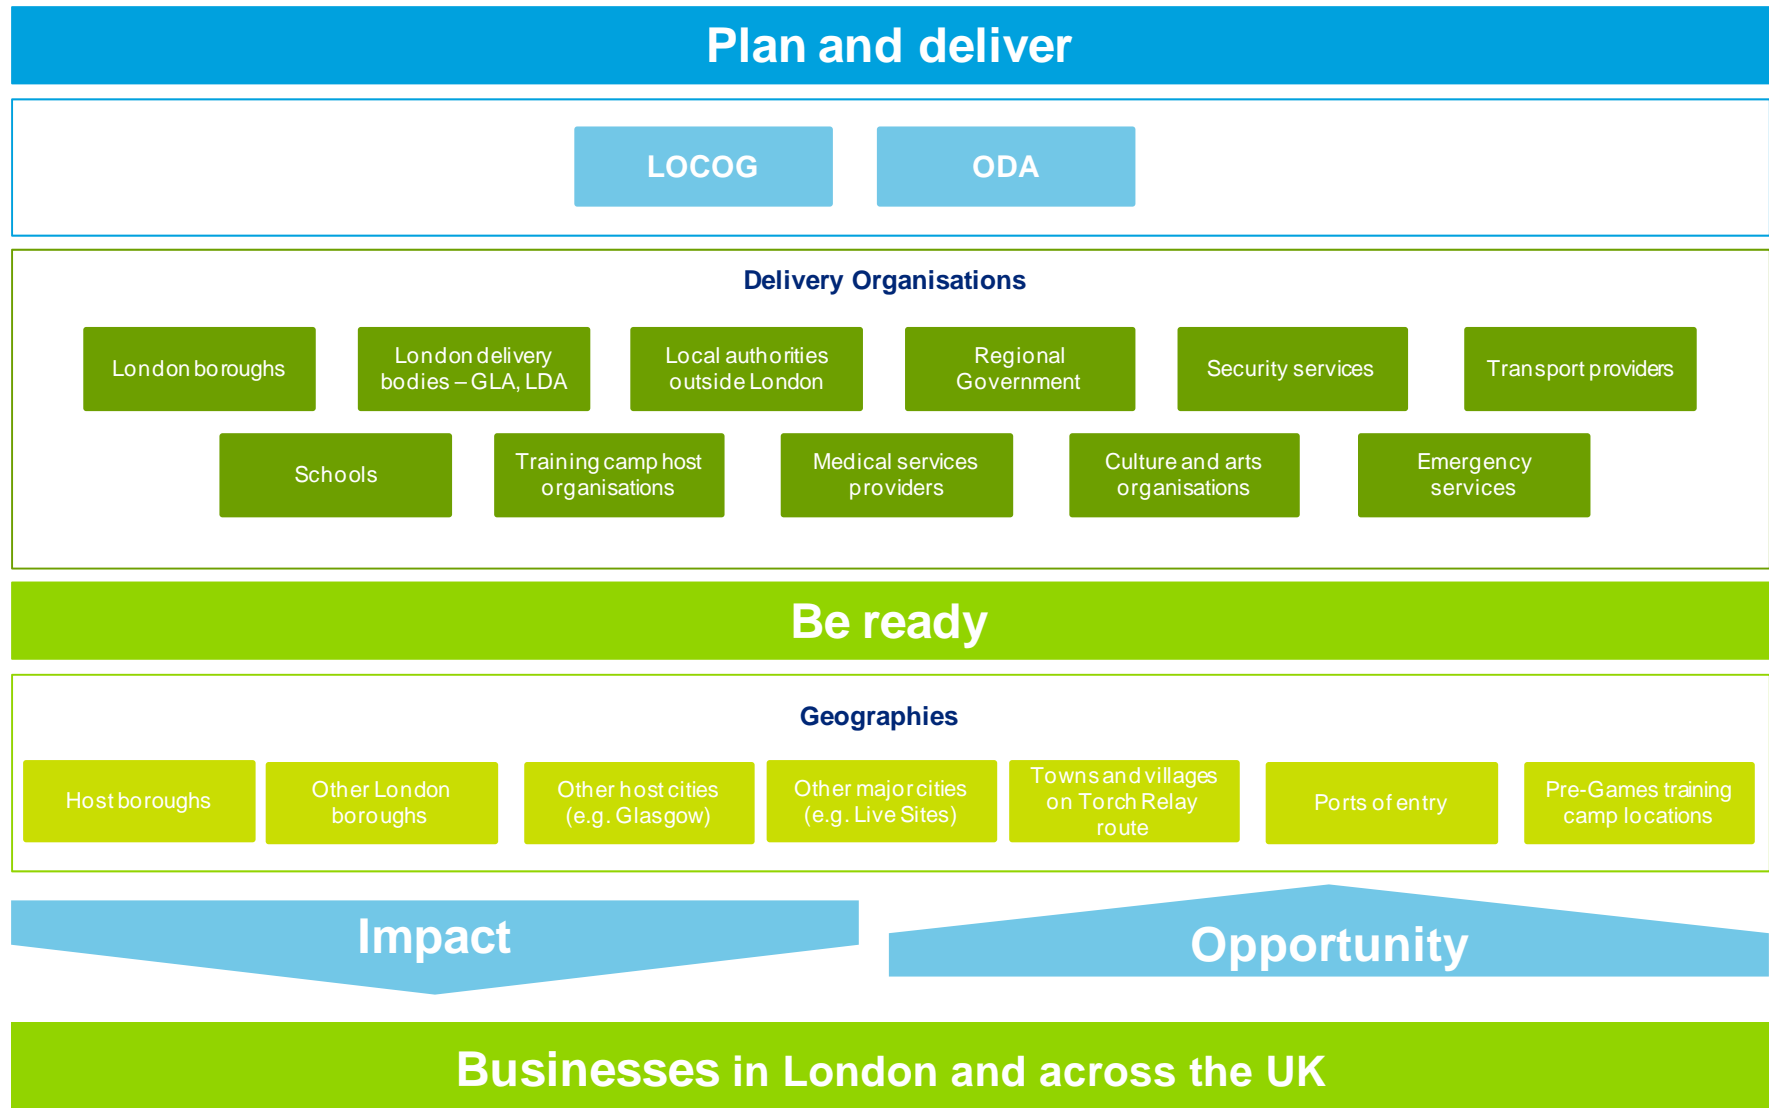 Plan and deliver
LOCOG
ODA
Delivery Organisations
London boroughs
London delivery
bodies – GLA, LDA
Local authorities
outside London
Regional
Government
Security services
Transport providers
Schools
Training camp host
organisations
Medical services
providers
Culture and arts
organisations
Emergency
services
Be ready
Geographies
Host boroughs
Other London
boroughs
Other host cities
(e.g. Glasgow)
Other major cities
(e.g. Live Sites)
Towns and villages
on Torch Relay
route
Ports of entry
Pre-Games training
camp locations
Impact
Opportunity
Businesses in London and across the UK